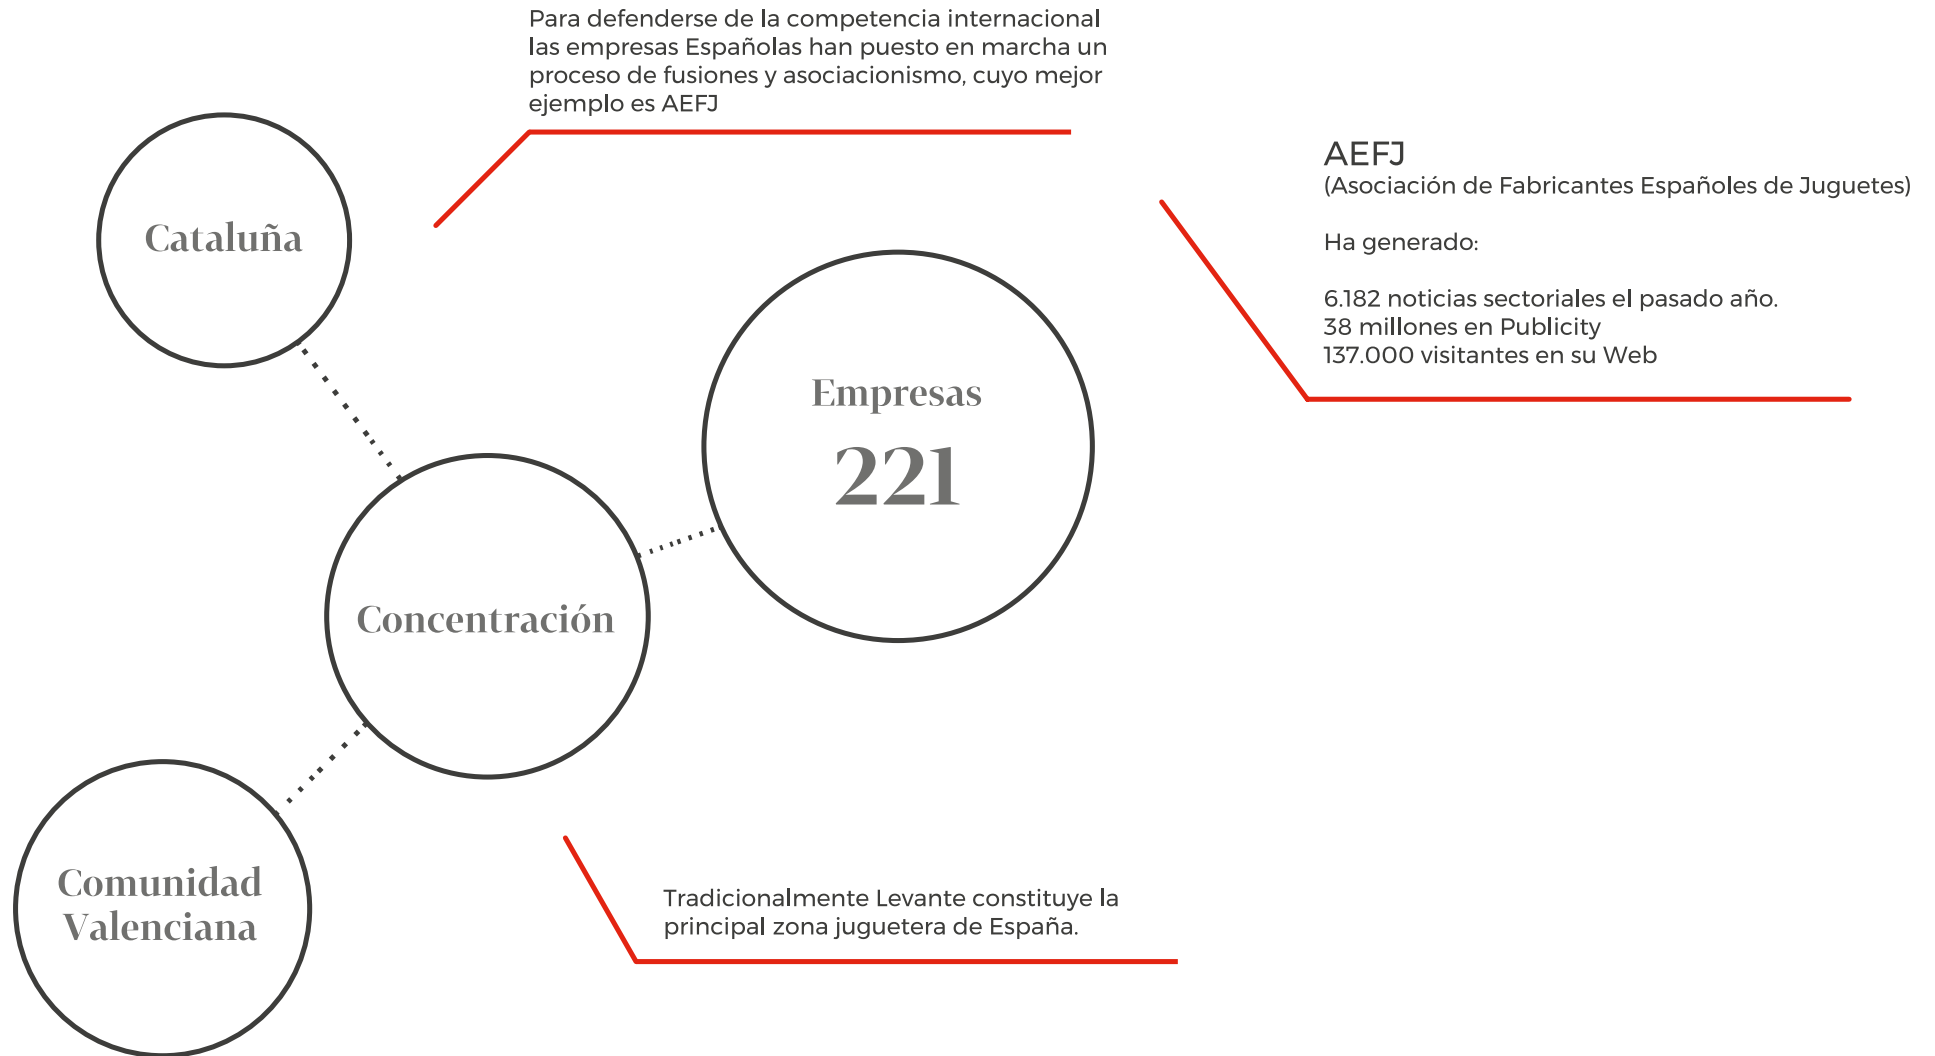 Para defenderse de la competencia internacional
las empresas Españolas han puesto en marcha un
proceso de fusiones y asociacionismo, cuyo mejor
ejemplo es AEFJ
AEFJ
(Asociación de Fabricantes Españoles de Juguetes)
Ha generado:
6.182 noticias sectoriales el pasado año.
38 millones en Publicity
137.000 visitantes en su Web
Cataluña
Empresas
221
Concentración
Comunidad
Valenciana
Tradicionalmente Levante constituye la
principal zona juguetera de España.